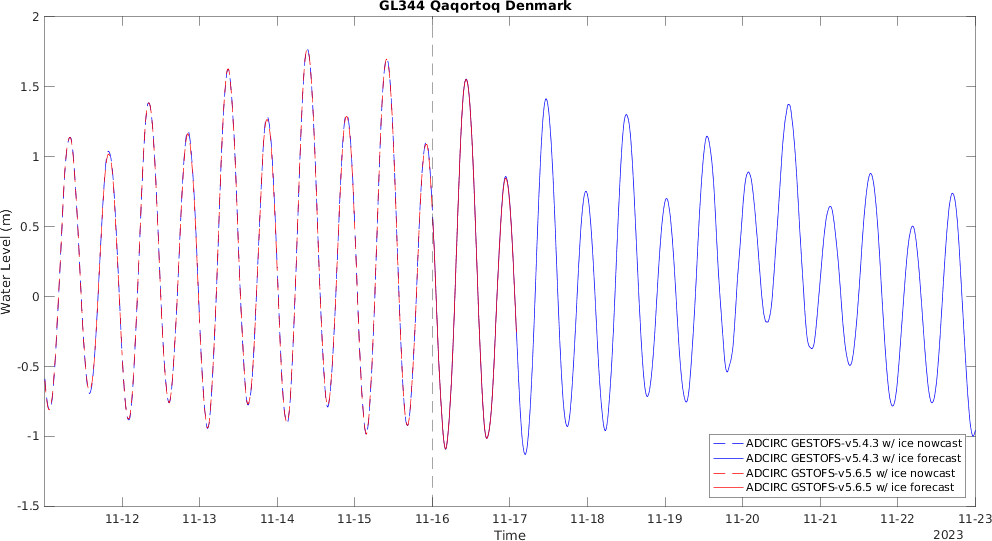 GL344 Qaqortoq Denmark
2
1.5
1
0.5
0
-0.5
-1
-1.5
Water Level (m)
ADCIRC GESTOFS-v5.4.3 w/ ice nowcast
ADCIRC GESTOFS-v5.4.3 w/ ice forecast
ADCIRC GSTOFS-v5.6.5 w/ ice nowcast
ADCIRC GSTOFS-v5.6.5 w/ ice forecast
11-12 11-13 11-14 11-15 11-16 11-17 11-18 11-19 11-20 11-21 11-22 11-23
Time
2023